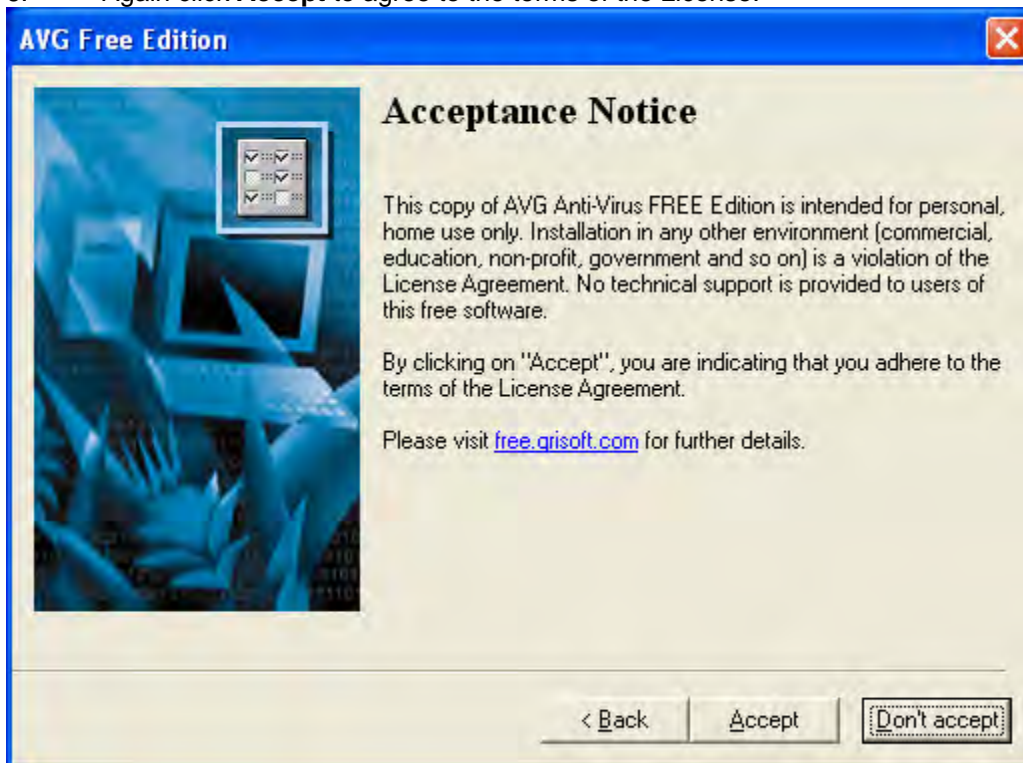 Again click Accept to agree to the terms of the License.
AVG Free Edition
Acceptance Notice
This copy of AVG Anti-Virus FREE Edition is intended for personal,
home use only. Installation in any other environment (commercial,
education, non-profit, government and so on) is a violation of the
License Agreement. No technical support is provided to users of
this free software.
By clicking on "Accept", you are indicating that you adhere to the
terms of the License Agreement.
Please visit free.grisoft.com for further details.
< Back
Accept
Don't accept